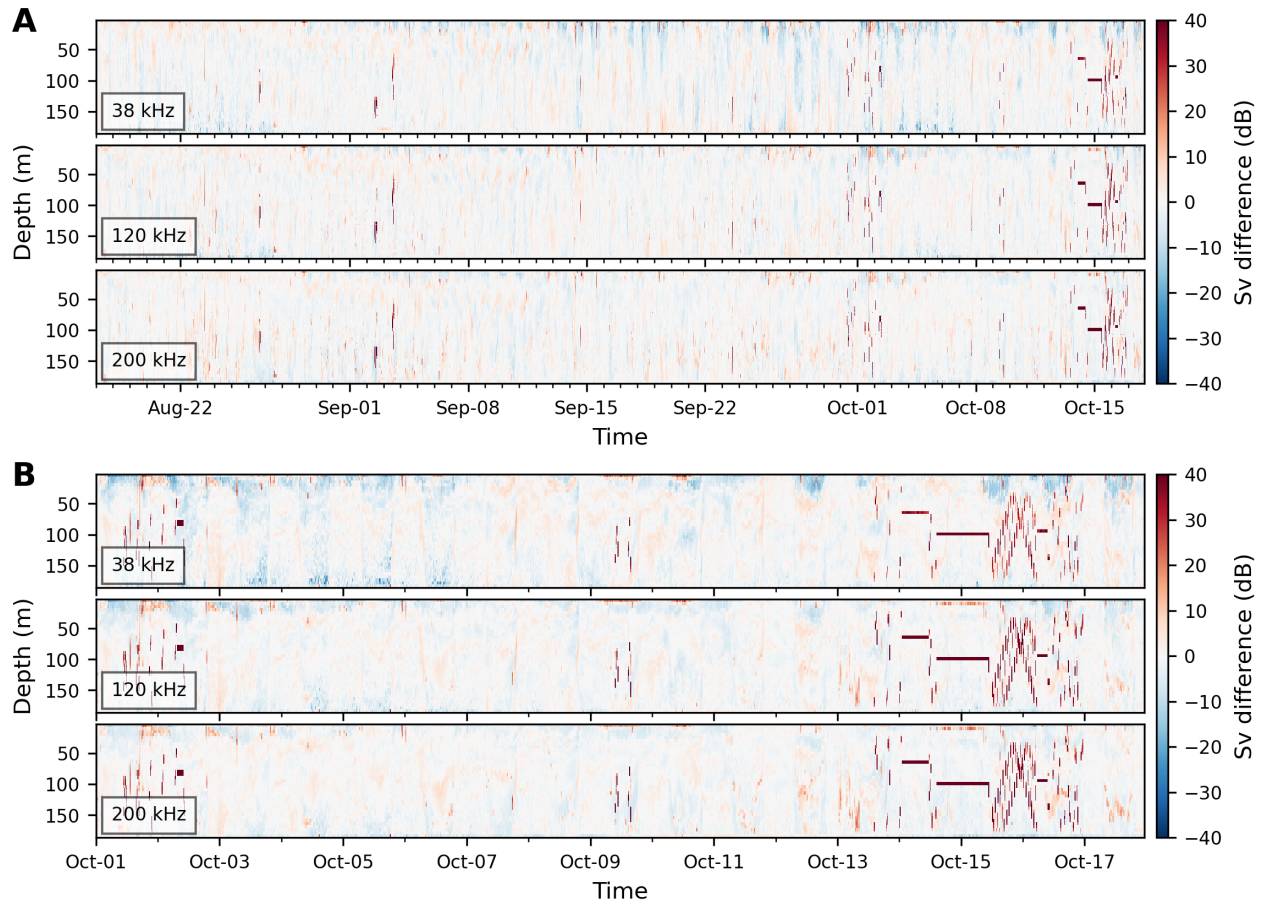 A
50
100
150
38 kHz
50
100
150
120 kHz
50
100
150
200 kHz
Depth (m)
Aug-22 Sep-01 Sep-08 Sep-15 Sep-22 Oct-01 Oct-08 Oct-15
Time
40
30
20
10
0
−10
−20
−30
−40
Sv difference (dB)
B
50
100
150
38 kHz
50
100
150
120 kHz
50
100
150
200 kHz
Depth (m)
Oct-01 Oct-03 Oct-05 Oct-07 Oct-09 Oct-11 Oct-13 Oct-15 Oct-17
Time
40
30
20
10
0
−10
−20
−30
−40
Sv difference (dB)